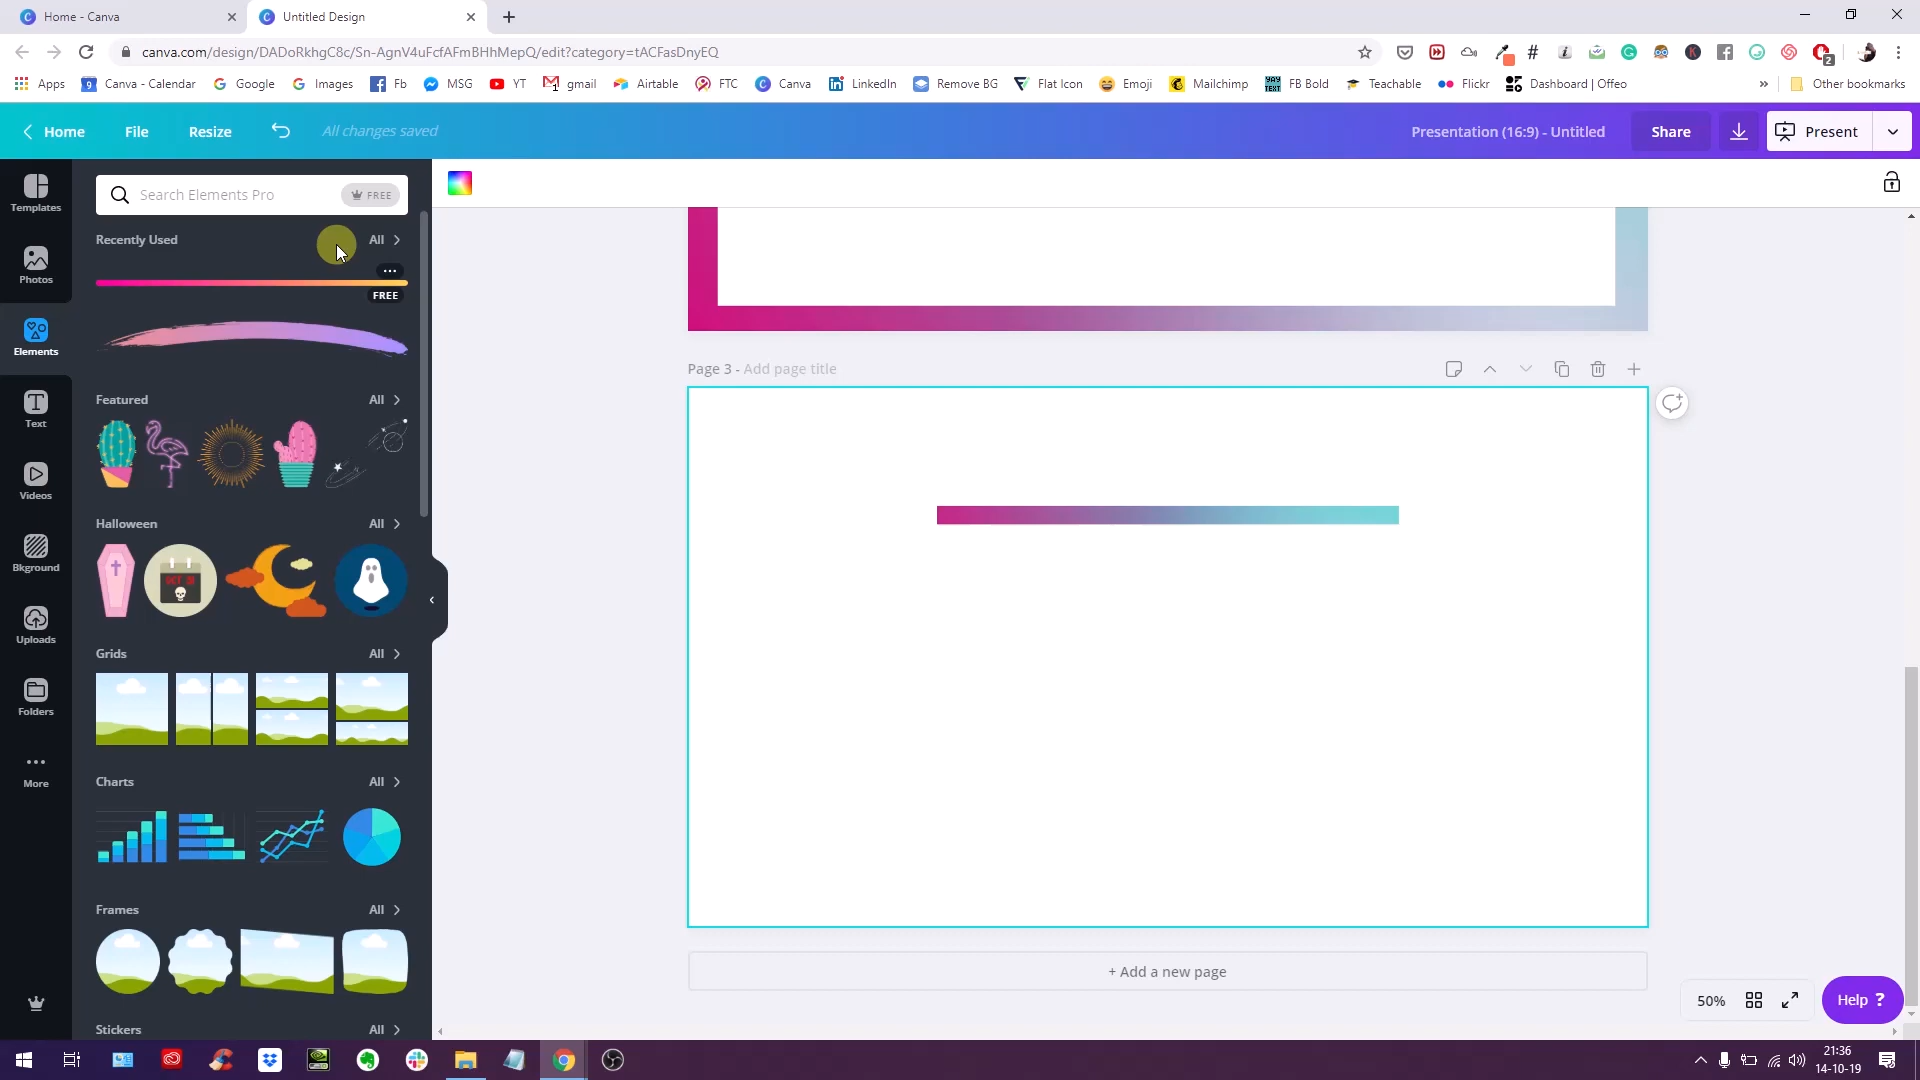 Home - Canva
Untitled Design
canva.com/design/DADoRkhgC8c/Sn-AgnV4uFcfAFmBHhMepQ/edit?category=tACFasDnyEQ
Apps
Canva - Calendar
Google
Images
Fb
MSG
YT
gmail
Airtable
FTC
Canva
LinkedIn
Remove BG
Flat Icon
Emoji
Mailchimp
FB Bold
Teachable
Flickr
Dashboard | Offeo
Other bookmarks
Home
File
Resize
All changes saved
Presentation (16:9) - Untitled
Share
Present
Templates
Photos
Elements
Text
Videos
Bkground
Uploads
Folders
More
Search Elements Pro
FREE
Recently Used
All
FREE
Featured
All
Halloween
All
OCT 31
Grids
All
Charts
All
Frames
All
Stickers
All
Page 3 - Add page title
+ Add a new page
50%
Help ?
21:36
14-10-19